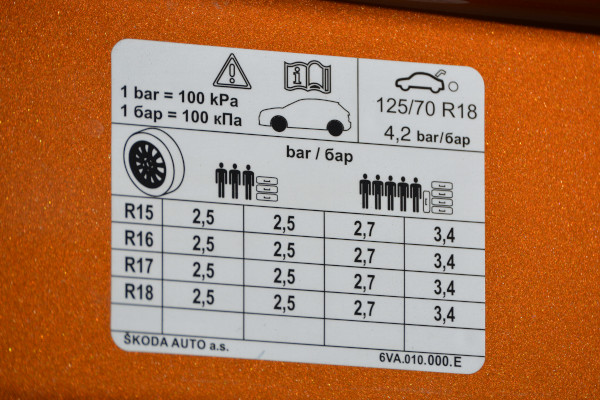 1 bar = 100 kPa
1 бар = 100 кПа
125/70 R18
4,2 bar/бар
bar / бар
R15 2,5 2,5 2,7 3,4
R16 2,5 2,5 2,7 3,4
R17 2,5 2,5 2,7 3,4
R18 2,5 2,5 2,7 3,4
ŠKODA AUTO a.s.
6VA.010.000.E